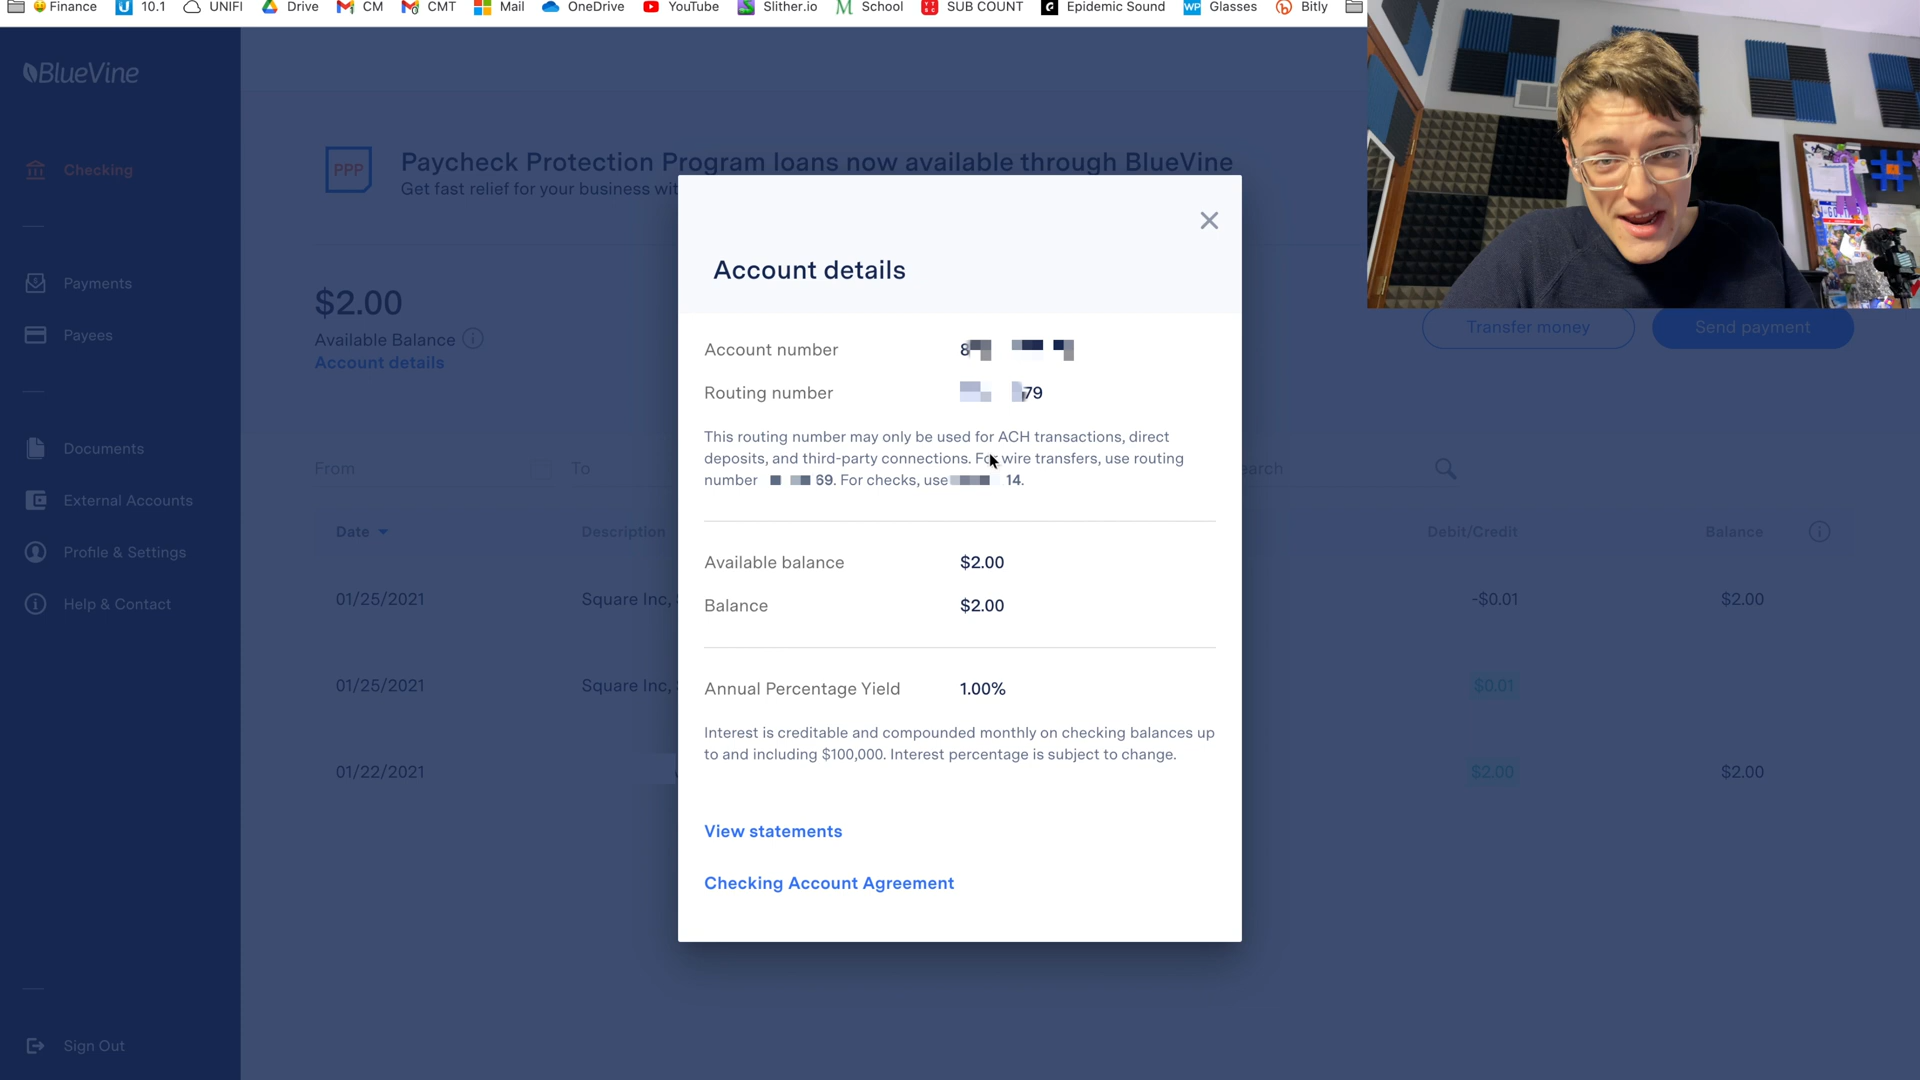 Finance 10.1 UNIFI Drive CM CMT Mail OneDrive YouTube Slither.io School SUB COUNT Epidemic Sound Glasses Bitly
BlueVine
Checking
Payments
Payees
Documents
External Accounts
Profile & Settings
Help & Contact
Sign Out
PPP
Paycheck Protection Program loans now available through BlueVine
Get fast relief for your business
$2.00
Available Balance
Account details
Transfer money
Send payment
From To
Date Description Debit/Credit Balance
01/25/2021 Square Inc, -$0.01 $2.00
01/25/2021 Square Inc, $0.01
01/22/2021 $2.00 $2.00
Account details
Account number 8
Routing number 79
This routing number may only be used for ACH transactions, direct
deposits, and third-party connections. For wire transfers, use routing
number 69. For checks, use 14.
Available balance $2.00
Balance $2.00
Annual Percentage Yield 1.00%
Interest is creditable and compounded monthly on checking balances up
to and including $100,000. Interest percentage is subject to change.
View statements
Checking Account Agreement